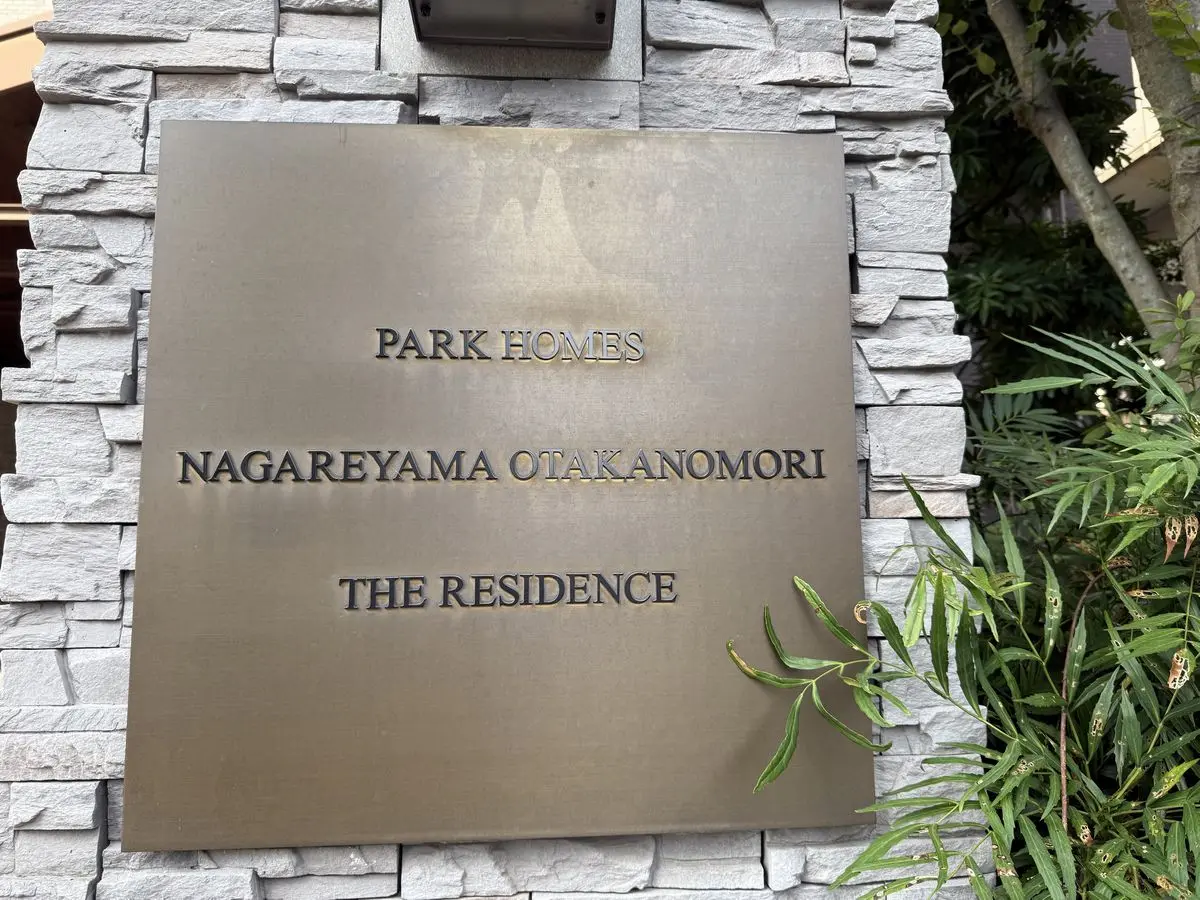 PARK HOMES
NAGAREYAMA OTAKANOMORI
THE RESIDENCE